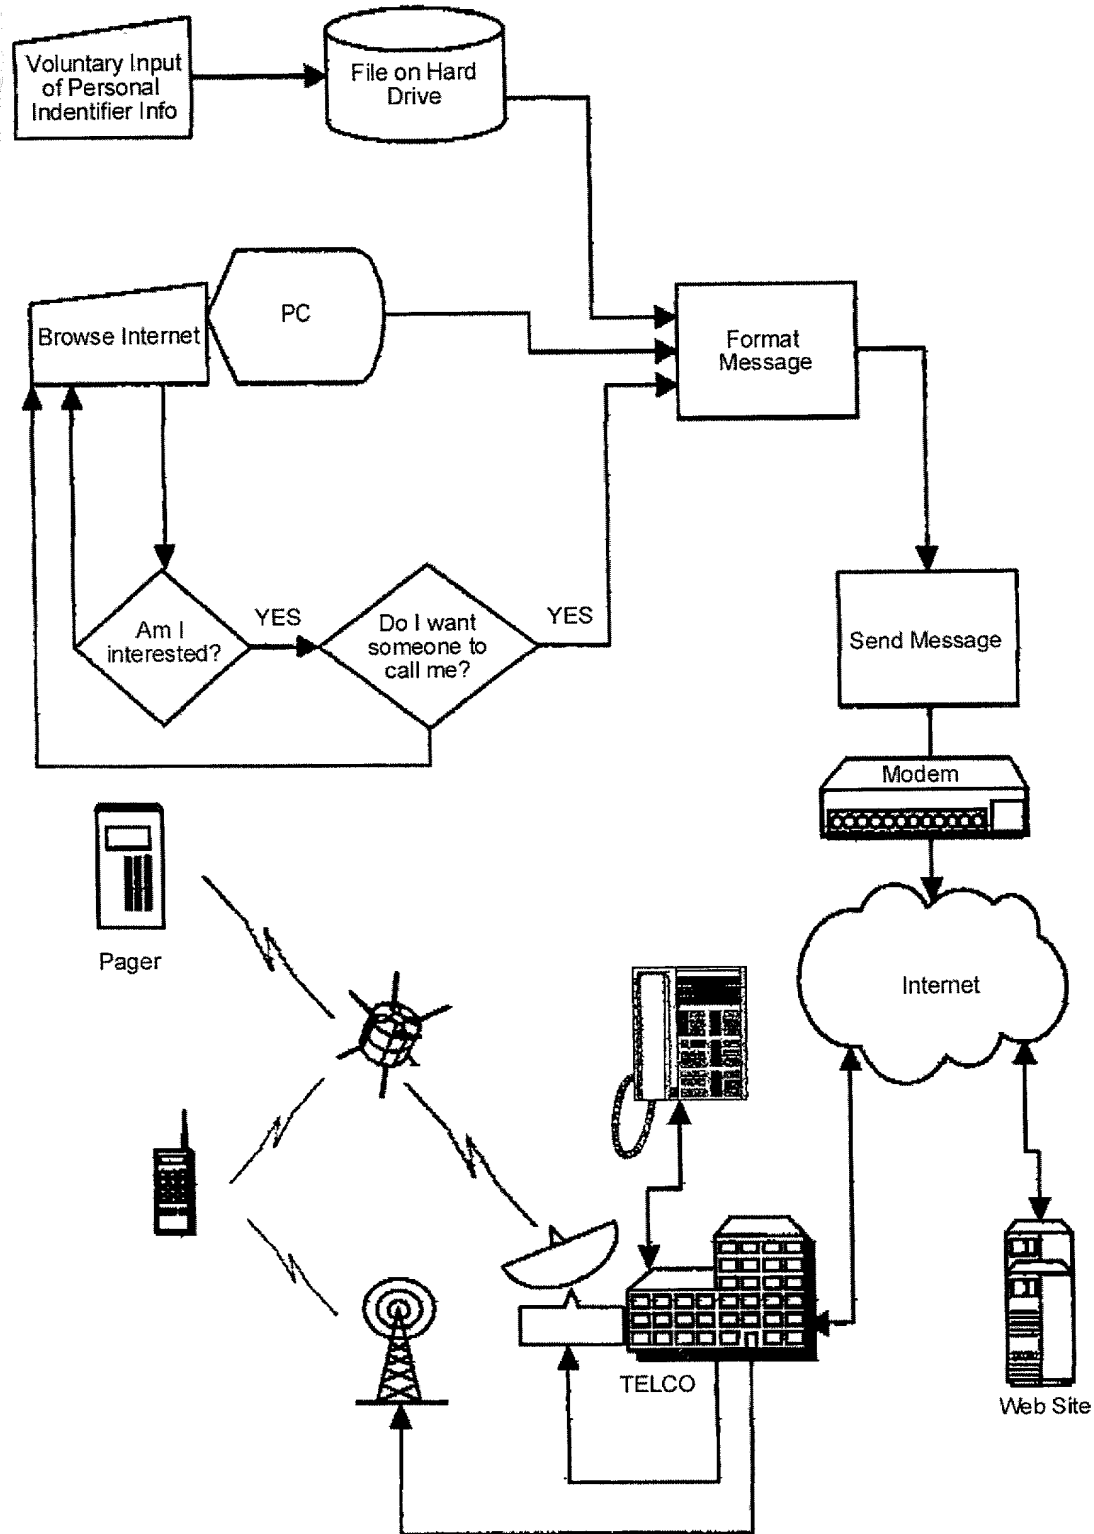 Voluntary Input
of Personal
Indentifier Info
File on Hard
Drive
Browse Internet
PC
Format
Message
Am I
interested?
YES
Do I want
someone to
call me?
YES
Send Message
Modem
Pager
Internet
TELCO
Web Site